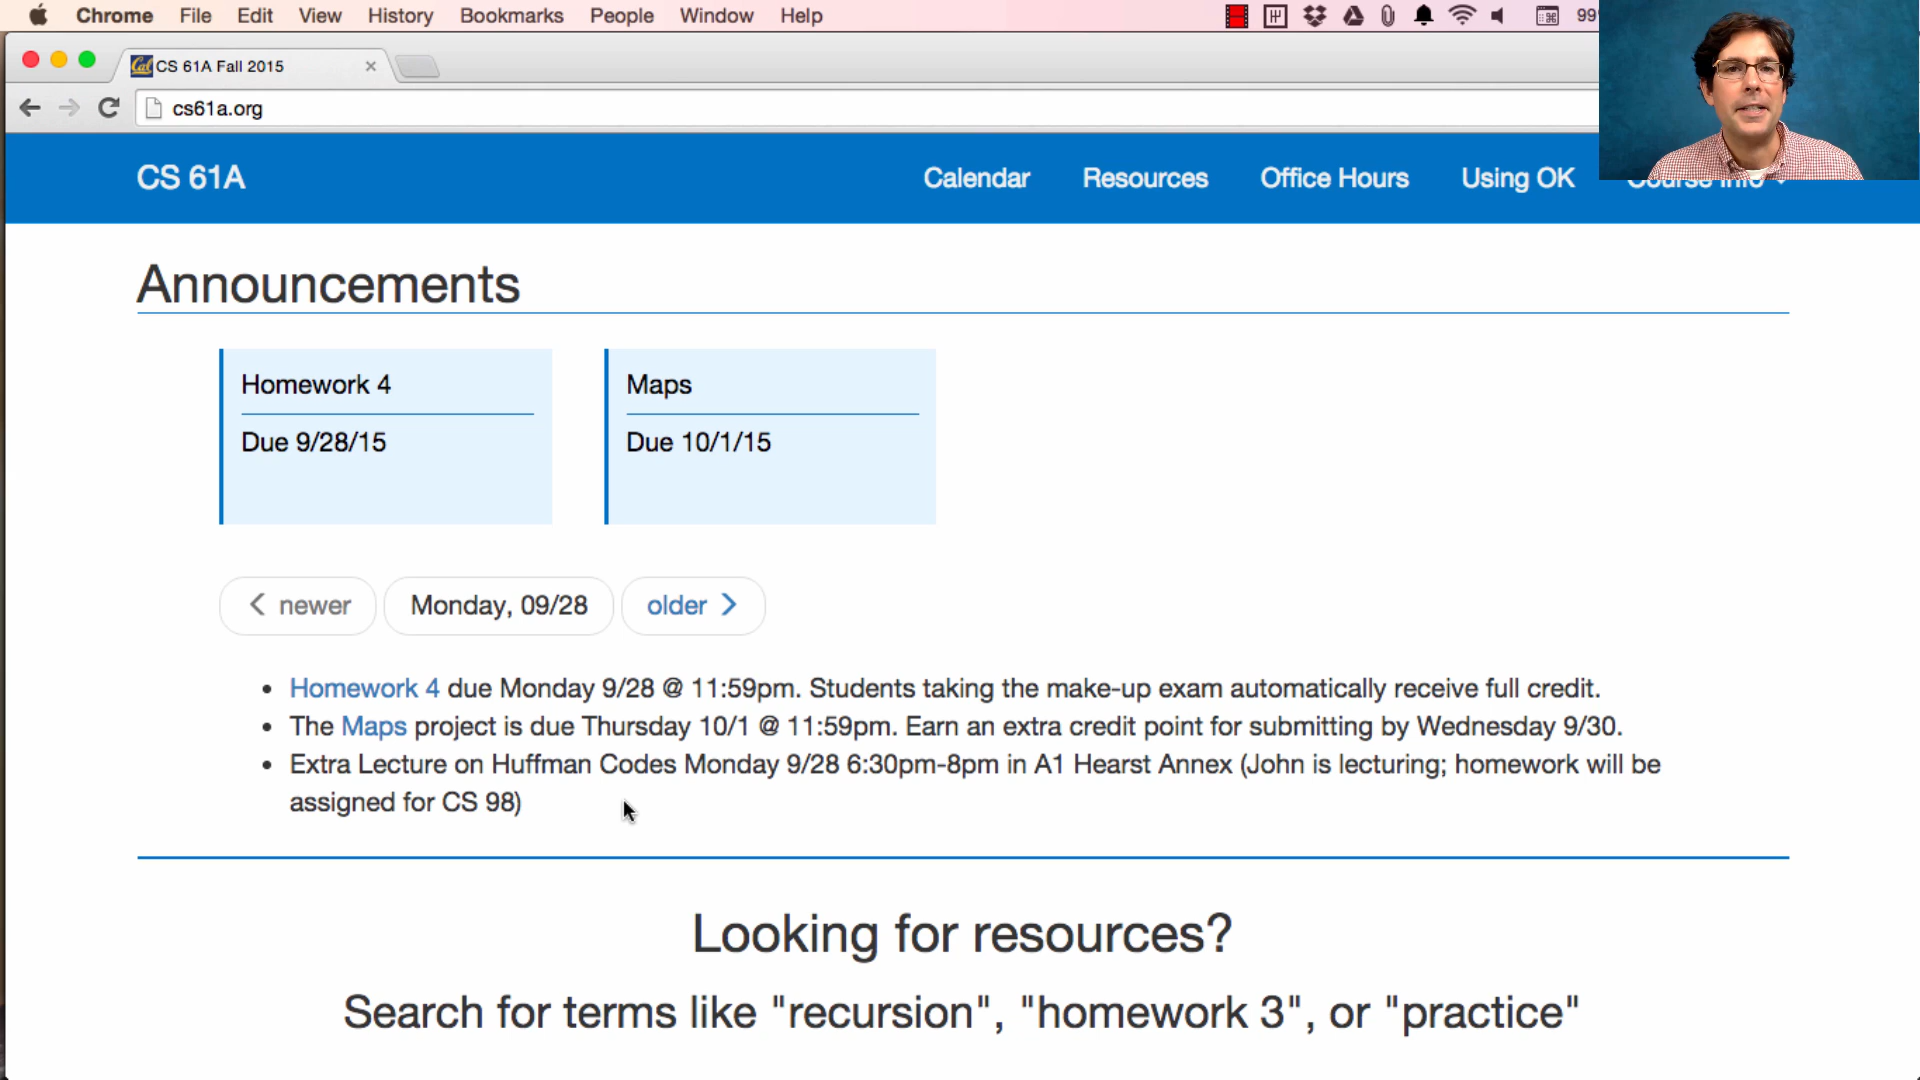 Chrome File Edit View History Bookmarks People Window Help 99
Cal CS 61A Fall 2015
cs61a.org
CS 61A Calendar Resources Office Hours Using OK Course Info
Announcements
Homework 4
Due 9/28/15
Maps
Due 10/1/15
newer Monday, 09/28 older
• Homework 4 due Monday 9/28 @ 11:59pm. Students taking the make-up exam automatically receive full credit.
• The Maps project is due Thursday 10/1 @ 11:59pm. Earn an extra credit point for submitting by Wednesday 9/30.
• Extra Lecture on Huffman Codes Monday 9/28 6:30pm-8pm in A1 Hearst Annex (John is lecturing; homework will be
assigned for CS 98)
Looking for resources?
Search for terms like "recursion", "homework 3", or "practice"